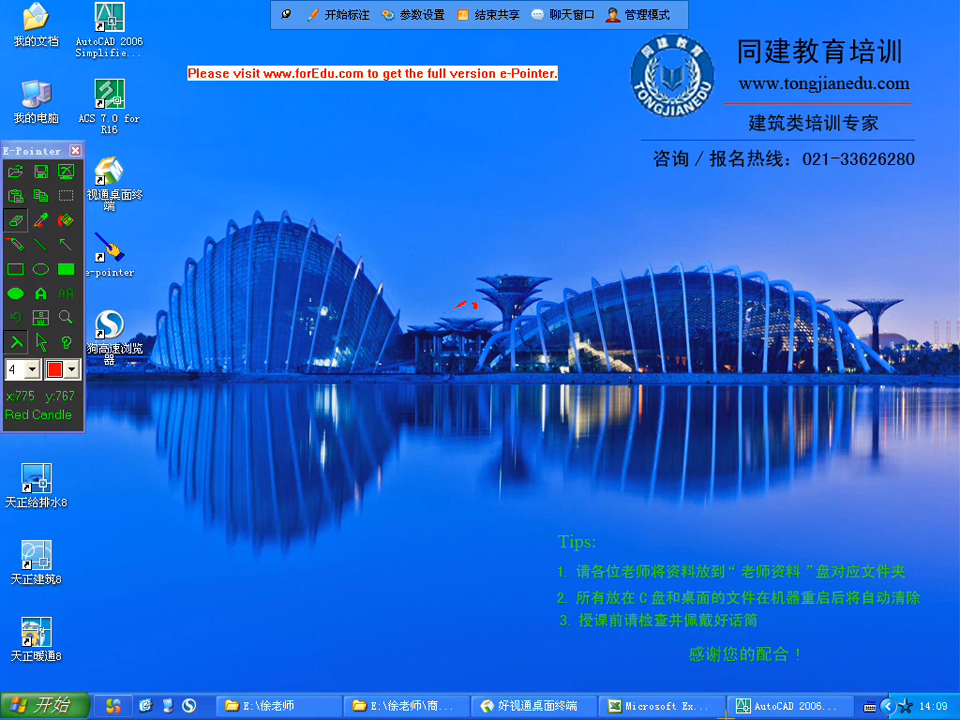 开始标注 参数设置 结束共享 聊天窗口 管理模式
我的文档
AutoCAD 2006
Simplifie...
Please visit www.forEdu.com to get the full version e-Pointer.
同建教育
TONGJIANEDU
同建教育培训
www.tongjianedu.com
建筑类培训专家
咨询 / 报名热线：021-33626280
我的电脑
ACS 7.0 for
R16
E-Pointer
视通桌面终
端
e-pointer
狗高速浏览
器
4
x:775 y:767
Red Candle
天正给排水8
天正建筑8
天正暖通8
Tips:
1. 请各位老师将资料放到“ 老师资料 ”盘对应文件夹
2. 所有放在 C 盘和桌面的文件在机器重启后将自动清除
3. 授课前请检查并佩戴好话筒
感谢您的配合！
开始
E:\徐老师
E:\徐老师\商...
好视通桌面终端
Microsoft Ex...
AutoCAD 2006...
14:09